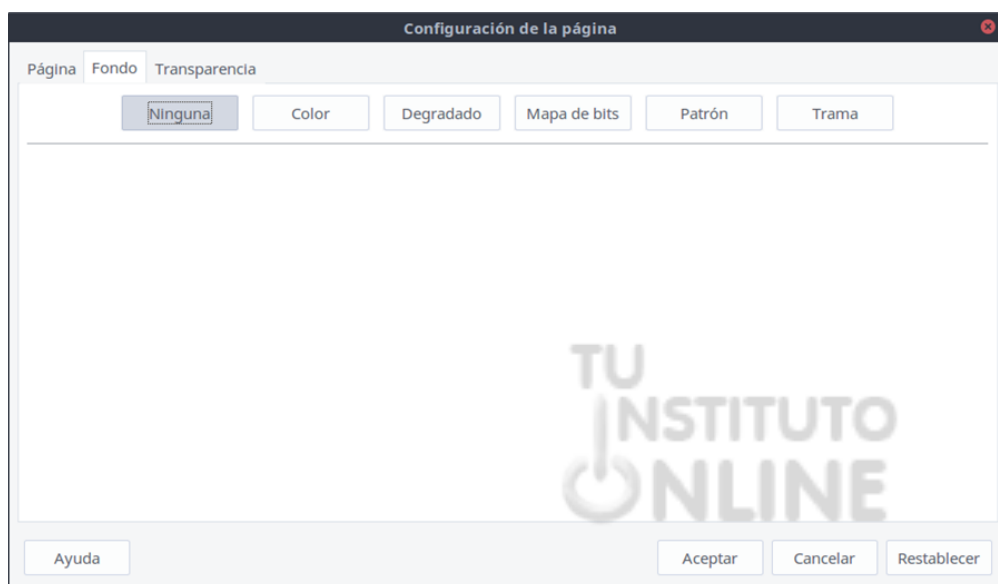 Configuración de la página
Página Fondo Transparencia
Ninguna Color Degradado Mapa de bits Patrón Trama
TU
INSTITUTO
ONLINE
Ayuda Aceptar Cancelar Restablecer